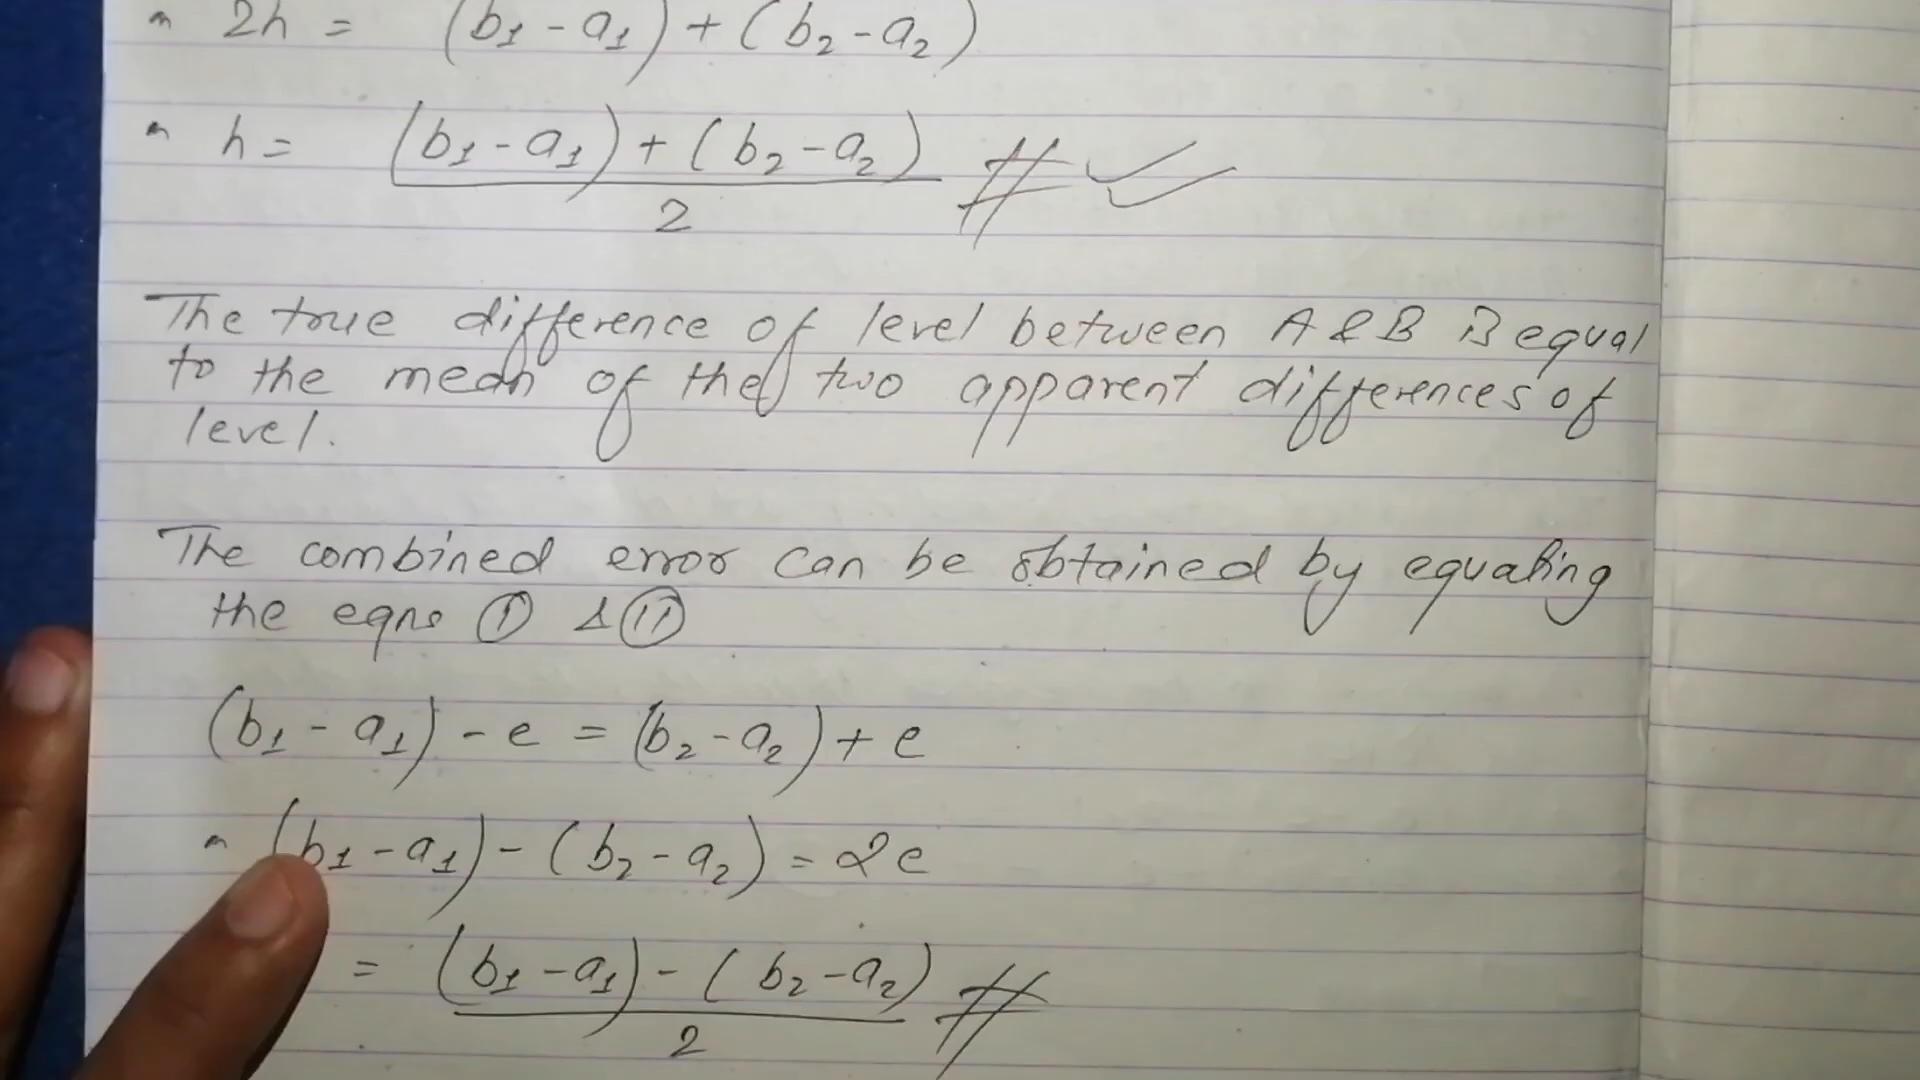 2h = (b₁ - a₁) + (b₂ - a₂)
h = (b₁ - a₁) + (b₂ - a₂) #
2
The true difference of level between A & B is equal
to the mean of the two apparent differences of
level.
The combined error can be obtained by equating
the eqns (I) & (II)
(b₁ - a₁) - e = (b₂ - a₂) + e
(b₁ - a₁) - (b₂ - a₂) = 2e
= (b₁ - a₁) - (b₂ - a₂) #
2